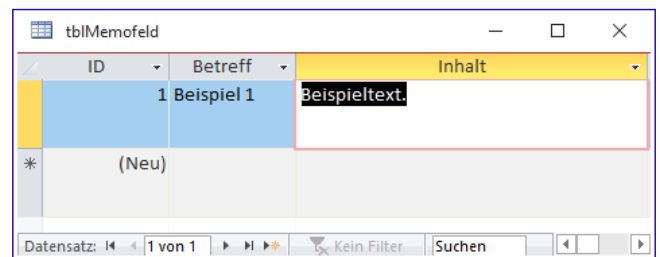 tblMemofeld
ID Betreff Inhalt
1 Beispiel 1 Beispieltext.
(Neu)
Datensatz: 1 von 1 Kein Filter Suchen